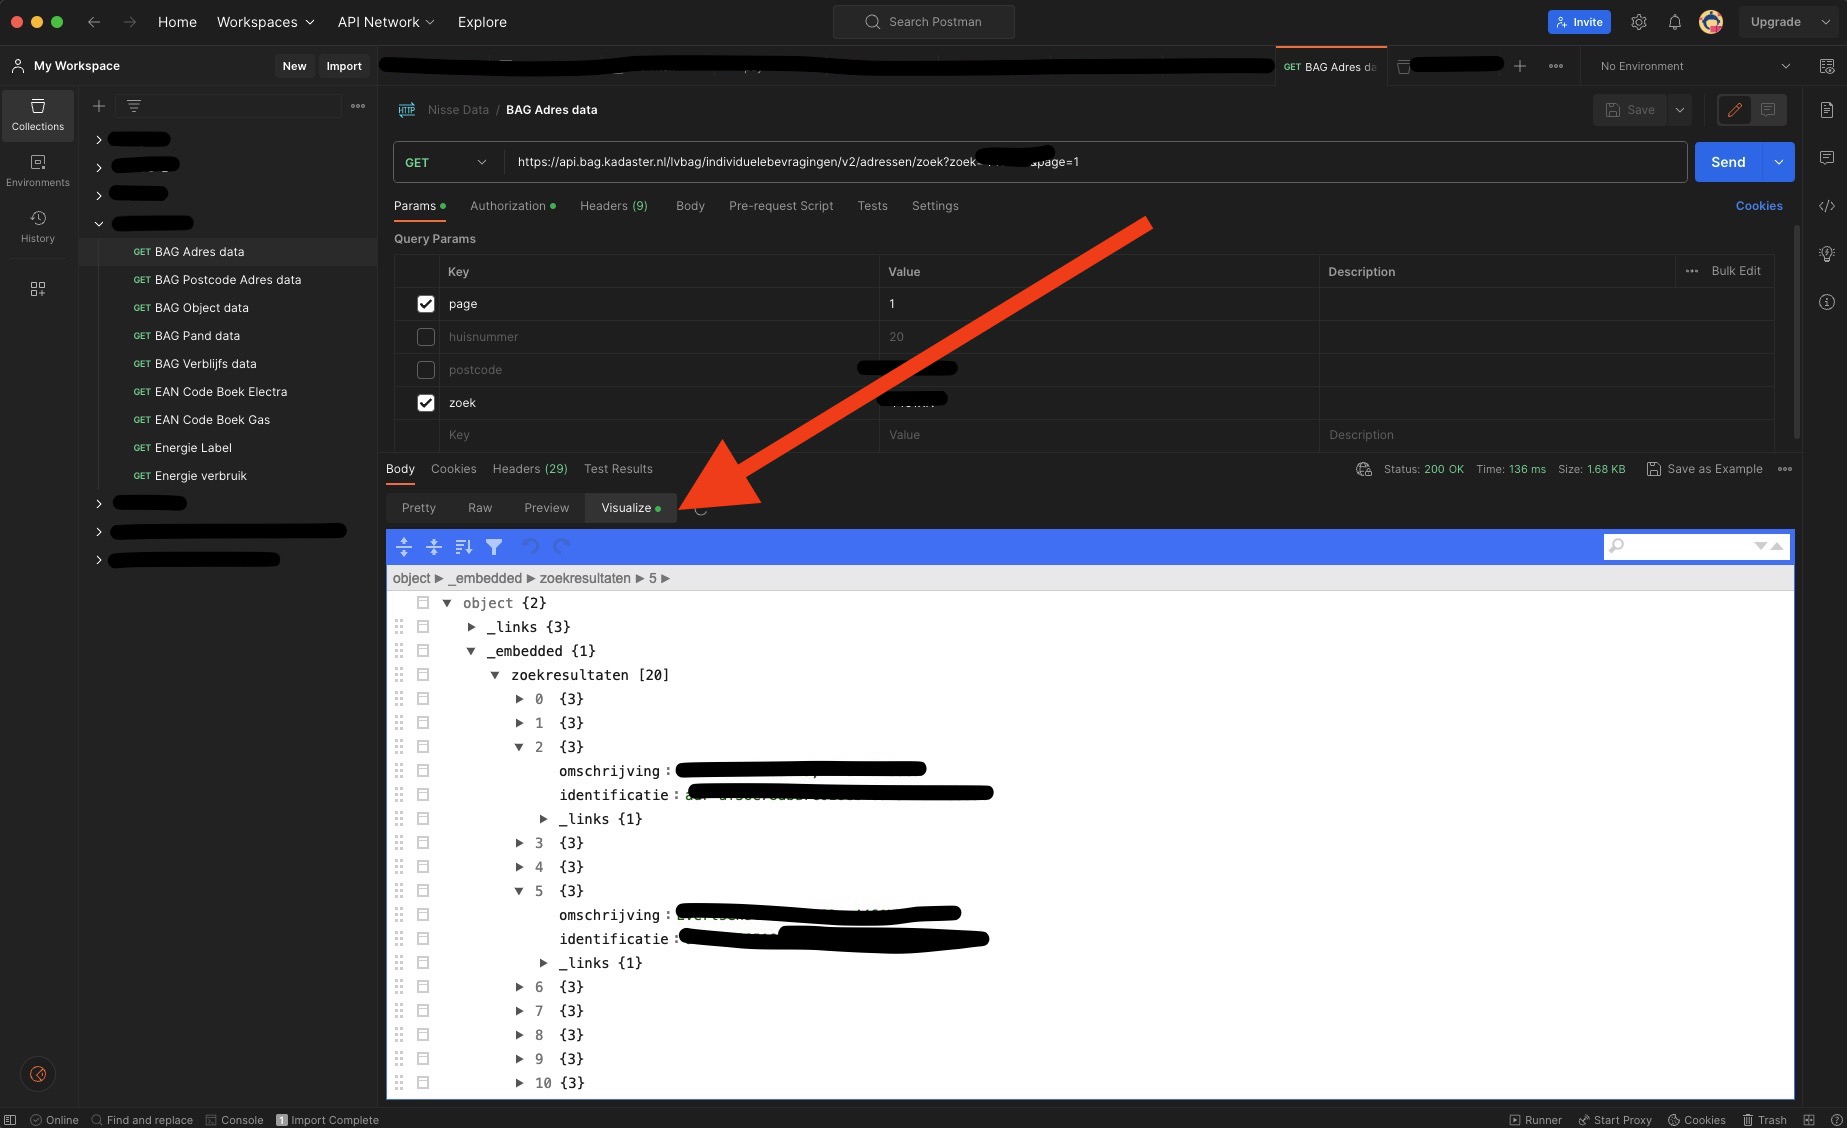 Home Workspaces API Network Explore Search Postman Invite Upgrade
My Workspace New Import GET BAG Adres da No Environment
Collections
Environments
History
GET BAG Adres data
GET BAG Postcode Adres data
GET BAG Object data
GET BAG Pand data
GET BAG Verblijfs data
GET EAN Code Boek Electra
GET EAN Code Boek Gas
GET Energie Label
GET Energie verbruik
HTTP Nisse Data / BAG Adres data Save
GET https://api.bag.kadaster.nl/lvbag/individuelebevragingen/v2/adressen/zoek?zoek= &page=1 Send
Params Authorization Headers (9) Body Pre-request Script Tests Settings Cookies
Query Params
Key Value Description Bulk Edit
page 1
huisnummer 20
postcode
zoek
Key Value Description
Body Cookies Headers (29) Test Results Status: 200 OK Time: 136 ms Size: 1.68 KB Save as Example
Pretty Raw Preview Visualize
object ► _embedded ► zoekresultaten ► 5 ►
▼ object {2}
► _links {3}
▼ _embedded {1}
▼ zoekresultaten [20]
► 0 {3}
► 1 {3}
▼ 2 {3}
omschrijving :
identificatie :
► _links {1}
► 3 {3}
► 4 {3}
▼ 5 {3}
omschrijving :
identificatie :
► _links {1}
► 6 {3}
► 7 {3}
► 8 {3}
► 9 {3}
► 10 {3}
Online Find and replace Console 1 Import Complete Runner Start Proxy Cookies Trash